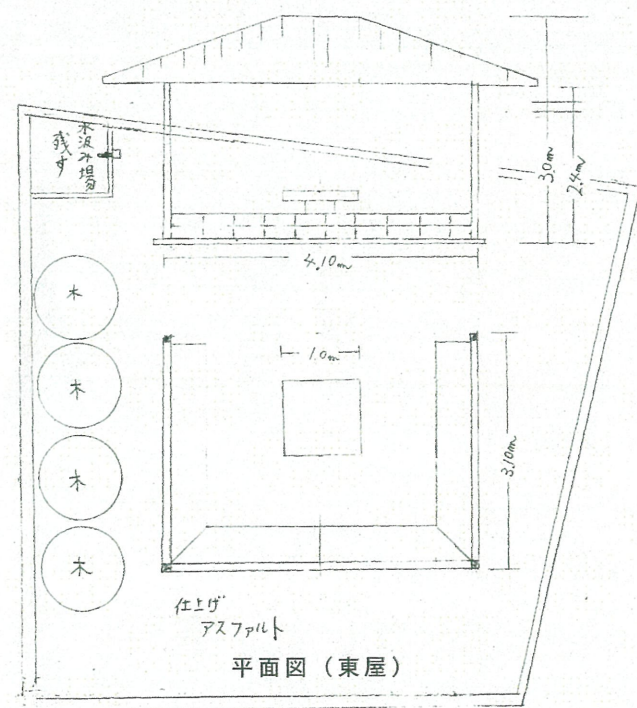 水汲み場
残す
3.0m
2.4m
4.10m
木
木
木
木
1.0m
3.10m
仕上げ
アスファルト
平面図（東屋）